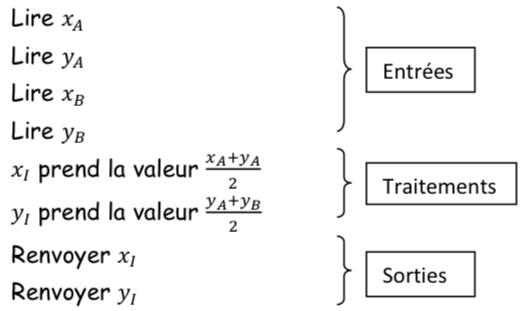 Lire x_A
Lire y_A
Entrées
Lire x_B
Lire y_B
x_I prend la valeur (x_A+y_A)/2
Traitements
y_I prend la valeur (y_A+y_B)/2
Renvoyer x_I
Sorties
Renvoyer y_I